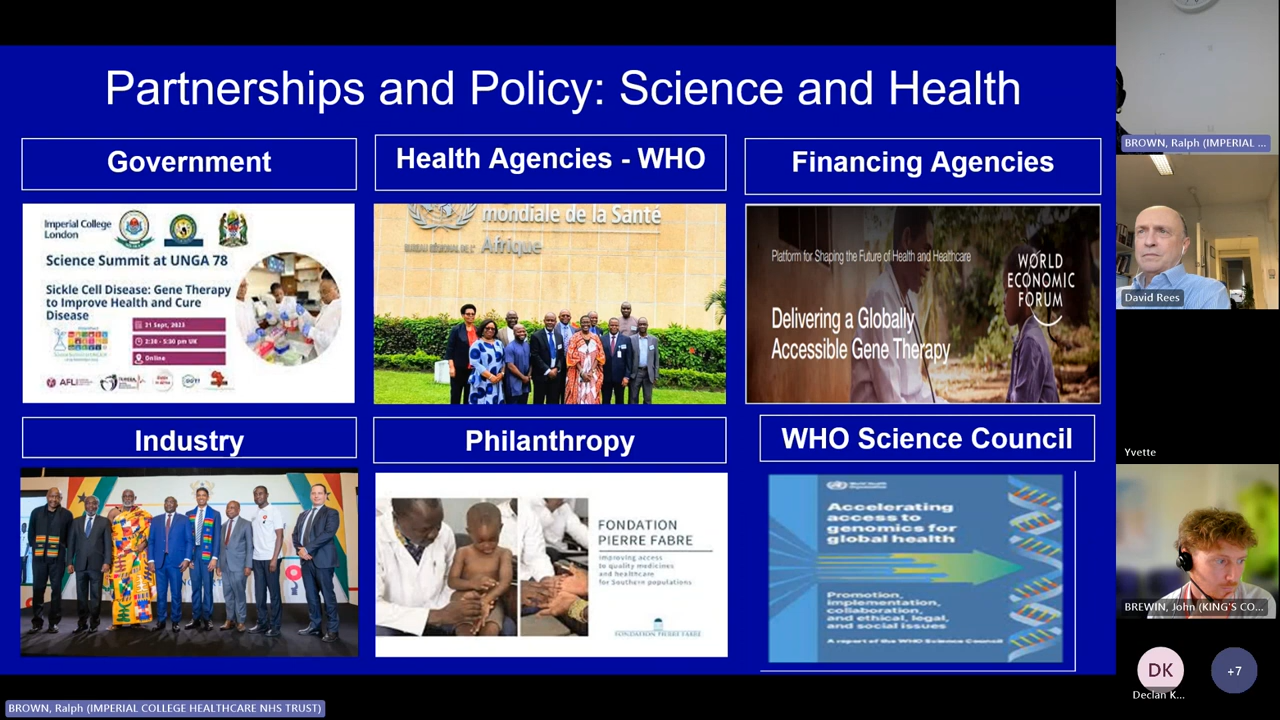 Partnerships and Policy: Science and Health
Government
Health Agencies - WHO
Financing Agencies
Imperial College
London
Science Summit at UNGA 78
Sickle Cell Disease: Gene Therapy
to Improve Health and Cure
Disease
21 Sept, 2023
2:30 - 5:30 pm UK
Online
mondiale de la Santé
Afrique
Platform for Shaping the Future of Health and Healthcare
WORLD
ECONOMIC
FORUM
Delivering a Globally
Accessible Gene Therapy
Industry
Philanthropy
WHO Science Council
FONDATION
PIERRE FABRE
Improving access
to quality medicines
and healthcare
for Southern populations
FONDATION PIERRE FABRE
World Health
Organization
Accelerating
access to
genomics for
global health
Promotion,
implementation,
collaboration,
and ethical, legal,
and social issues
A report of the WHO Science Council
BROWN, Ralph (IMPERIAL ...
David Rees
Yvette
BREWIN, John (KING'S CO...
DK
Declan K...
+7
BROWN, Ralph (IMPERIAL COLLEGE HEALTHCARE NHS TRUST)